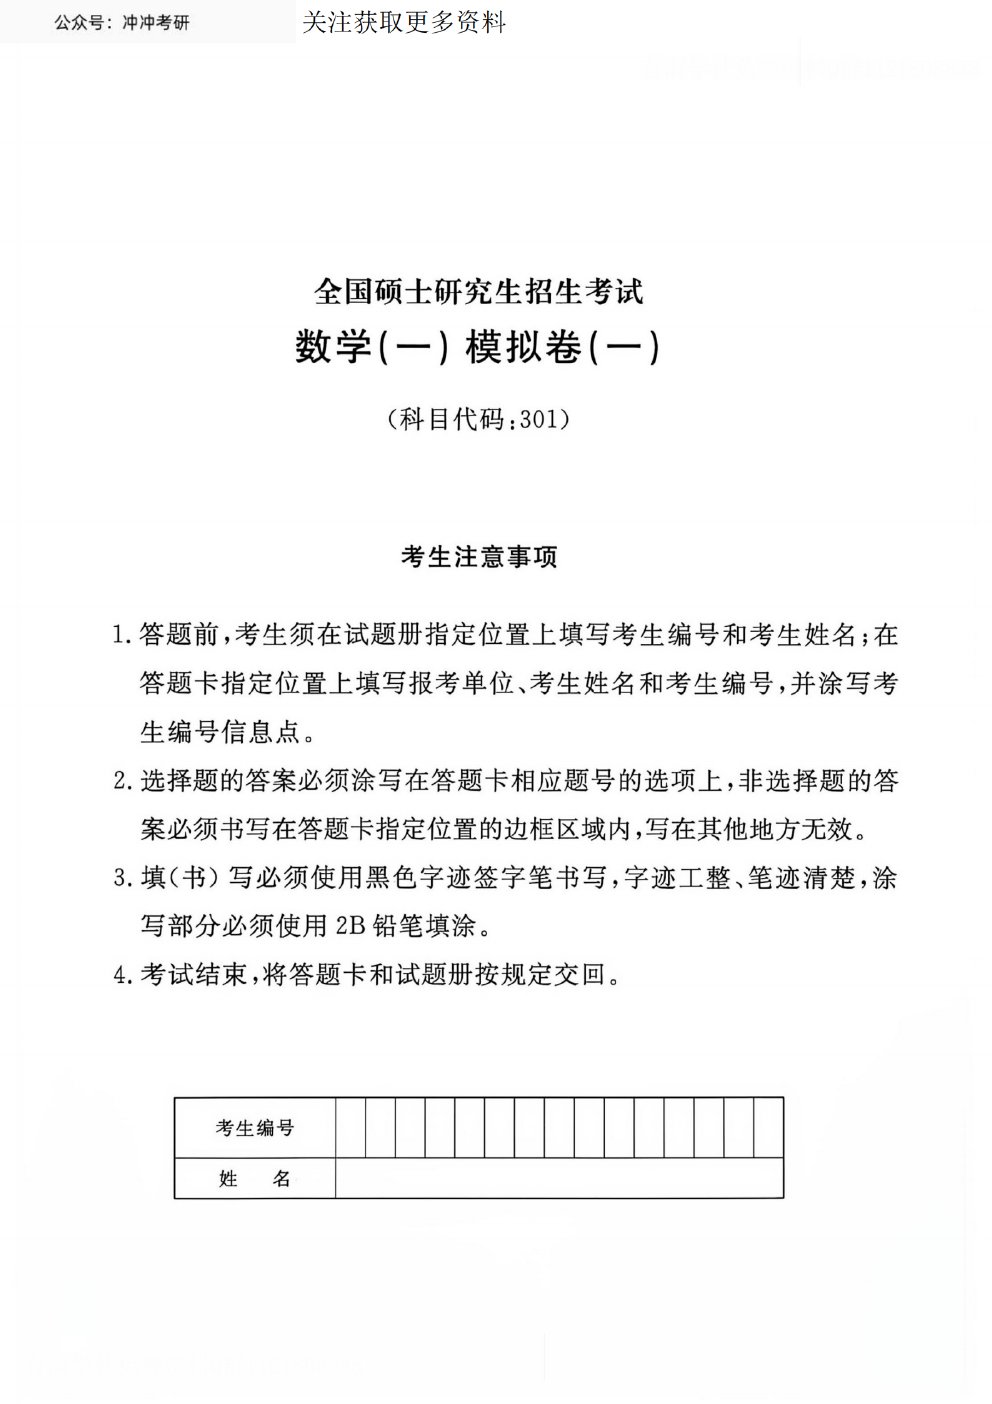 公众号：冲冲考研
关注获取更多资料
全国硕士研究生招生考试
数学(一)模拟卷(一)
(科目代码:301)
考生注意事项
1. 答题前,考生须在试题册指定位置上填写考生编号和考生姓名;在
答题卡指定位置上填写报考单位、考生姓名和考生编号,并涂写考
生编号信息点。
2. 选择题的答案必须涂写在答题卡相应题号的选项上,非选择题的答
案必须书写在答题卡指定位置的边框区域内,写在其他地方无效。
3. 填(书)写必须使用黑色字迹签字笔书写,字迹工整、笔迹清楚,涂
写部分必须使用 2B 铅笔填涂。
4. 考试结束,将答题卡和试题册按规定交回。
考生编号
姓 名